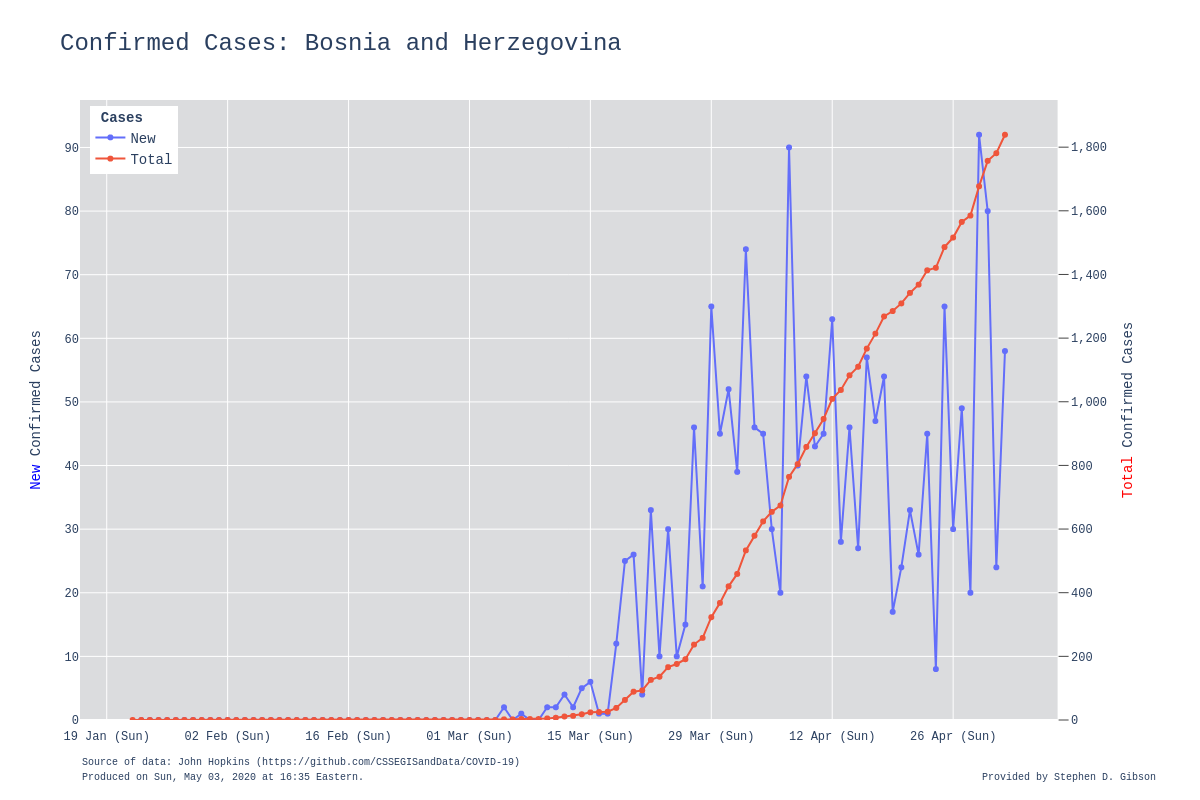 Confirmed Cases: Bosnia and Herzegovina
Cases
New
Total
90
80
70
60
50
40
30
20
10
0
New Confirmed Cases
1,800
1,600
1,400
1,200
1,000
800
600
400
200
0
Total Confirmed Cases
19 Jan (Sun) 02 Feb (Sun) 16 Feb (Sun) 01 Mar (Sun) 15 Mar (Sun) 29 Mar (Sun) 12 Apr (Sun) 26 Apr (Sun)
Source of data: John Hopkins (https://github.com/CSSEGISandData/COVID-19)
Produced on Sun, May 03, 2020 at 16:35 Eastern.
Provided by Stephen D. Gibson